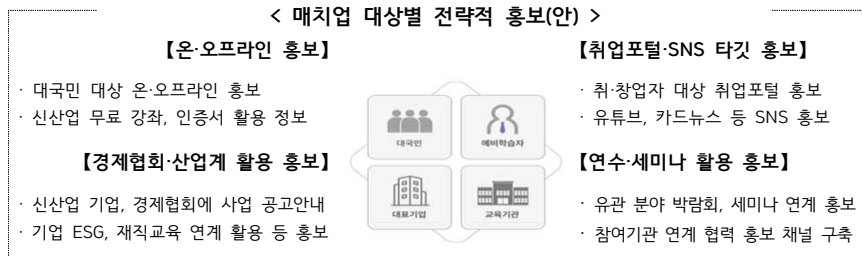 < 매치업 대상별 전략적 홍보(안) >
【온·오프라인 홍보】
· 대국민 대상 온·오프라인 홍보
· 신산업 무료 강좌, 인증서 활용 정보
【취업포털·SNS 타깃 홍보】
· 취·창업자 대상 취업포털 홍보
· 유튜브, 카드뉴스 등 SNS 홍보
대국민
예비학습자
대표기업
교육기관
【경제협회·산업계 활용 홍보】
· 신산업 기업, 경제협회에 사업 공고안내
· 기업 ESG, 재직교육 연계 활용 등 홍보
【연수·세미나 활용 홍보】
· 유관 분야 박람회, 세미나 연계 홍보
· 참여기관 연계 협력 홍보 채널 구축